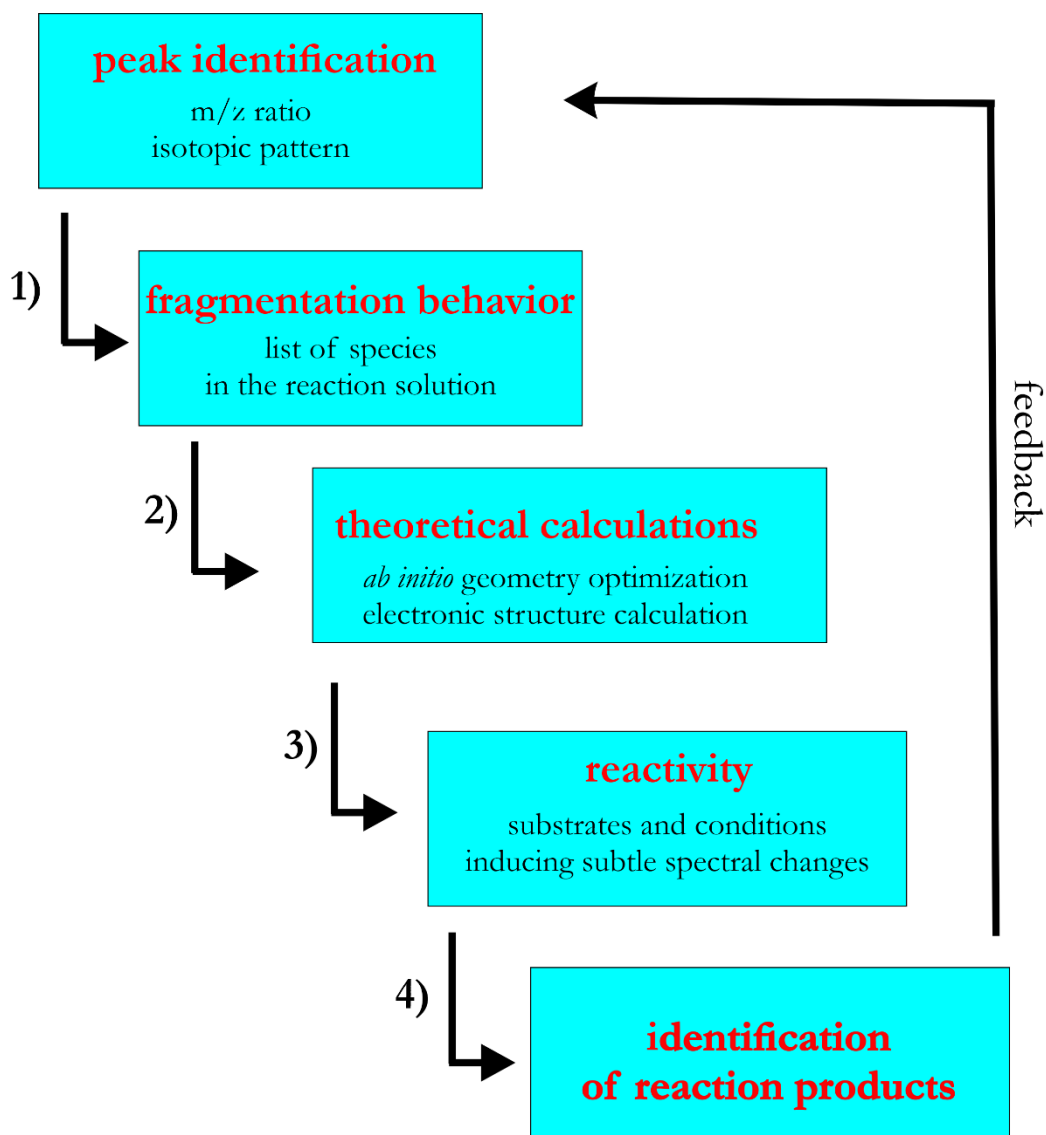 peak identification
m/z ratio
isotopic pattern
1)
fragmentation behavior
list of species
in the reaction solution
2)
theoretical calculations
ab initio geometry optimization
electronic structure calculation
3)
reactivity
substrates and conditions
inducing subtle spectral changes
4)
identification
of reaction products
feedback